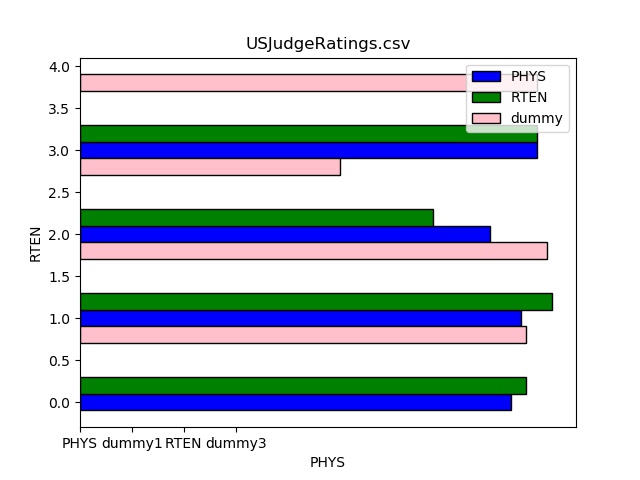 USJudgeRatings.csv
PHYS
RTEN
dummy
4.0
3.5
3.0
2.5
2.0
1.5
1.0
0.5
0.0
RTEN
PHYS dummy1 RTEN dummy3
PHYS